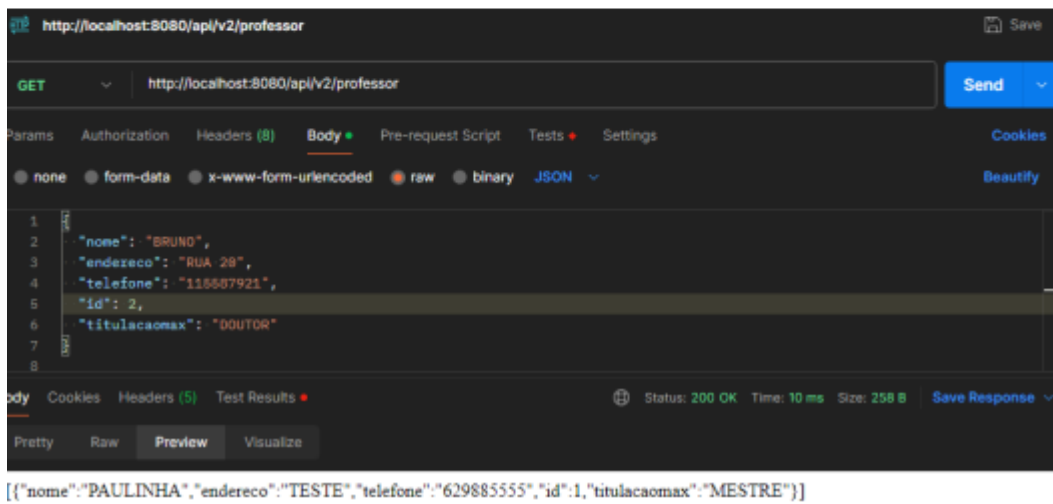 http://localhost:8080/api/v2/professor
Save
GET http://localhost:8080/api/v2/professor Send
Params Authorization Headers (8) Body Pre-request Script Tests Settings Cookies
none form-data x-www-form-urlencoded raw binary JSON Beautify
1 {
2 "nome": "BRUNO",
3 "endereco": "RUA 20",
4 "telefone":
5 "id": 2,
6 "titulacaomax": "DOUTOR"
7 }
8
ody Cookies Headers (5) Test Results Status: 200 OK Time: 10 ms Size: 258 B Save Response
Pretty Raw Preview Visualize
[{"nome":"PAULINHA","endereco":"TESTE","telefone":"629885555","id":1,"titulacaomax":"MESTRE"}]